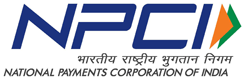 NPCI
भारतीय राष्ट्रीय भुगतान निगम
NATIONAL PAYMENTS CORPORATION OF INDIA